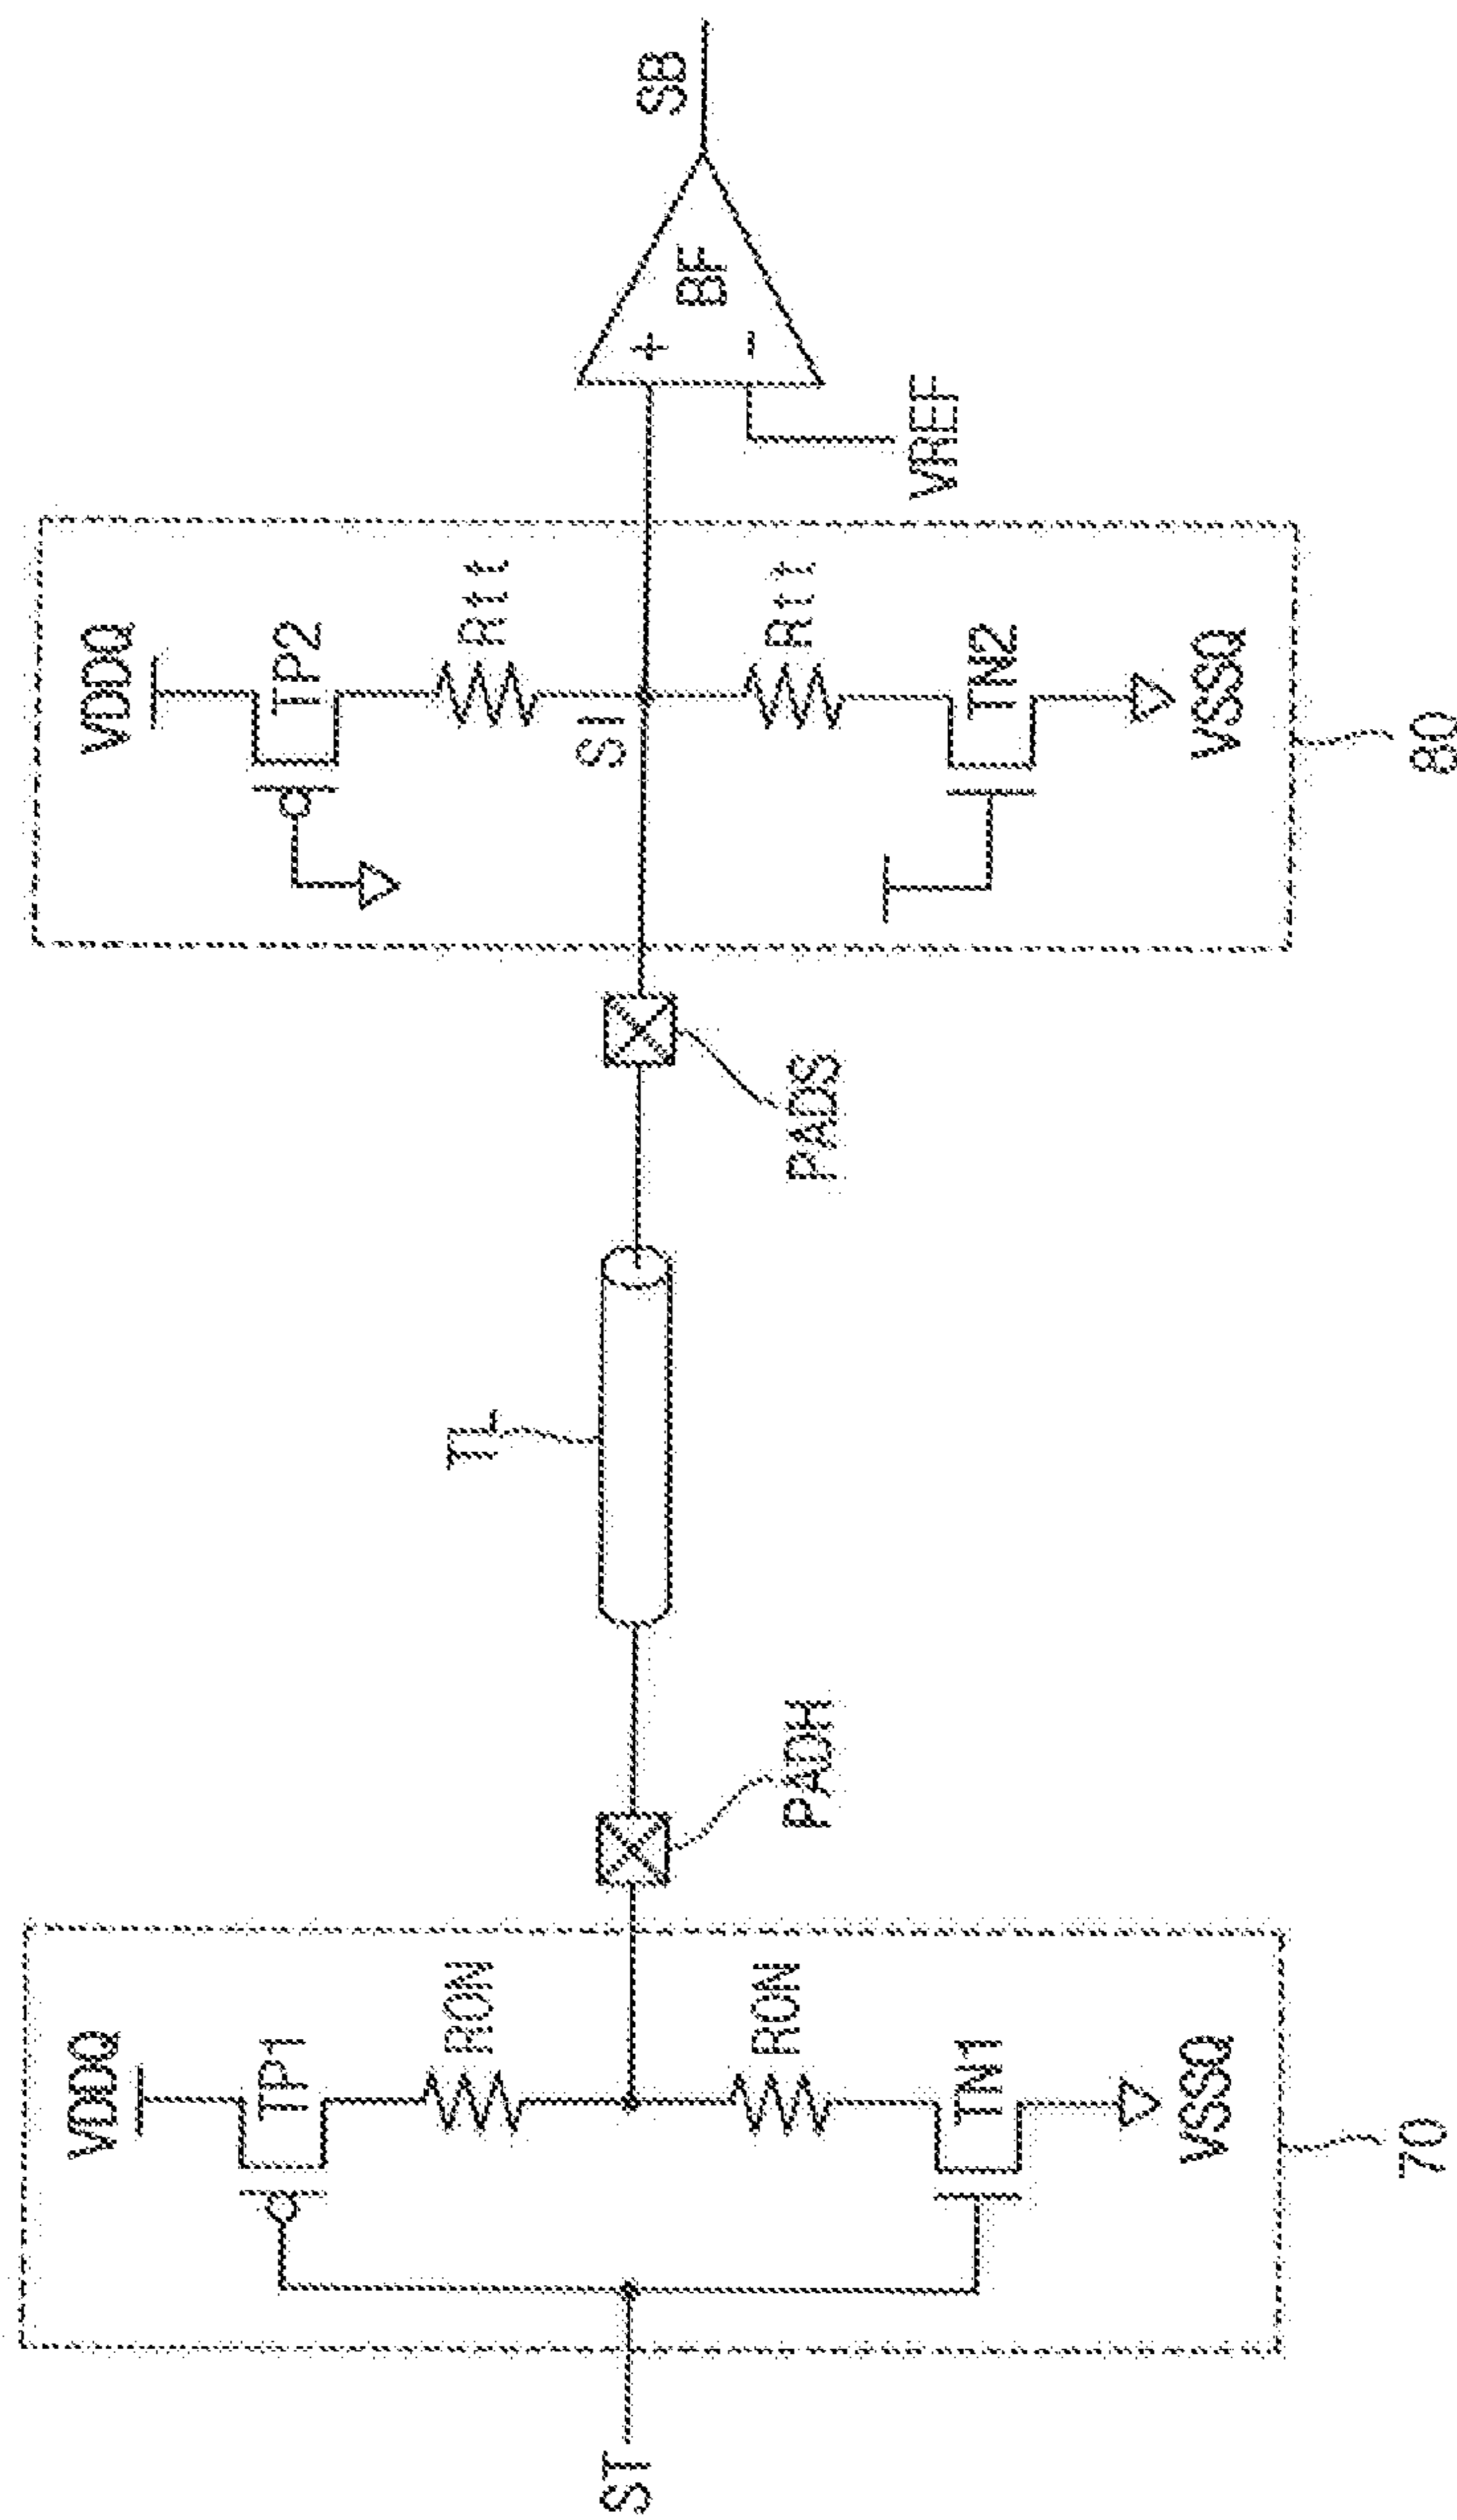 ST
VDDQ
TP1
RON
RON
TN1
VSSQ
70
PADH
TL
PADS
VDDQ
TP2
Rtt
SI
Rtt
TN2
VSSQ
80
+
BF
-
VREF
SB